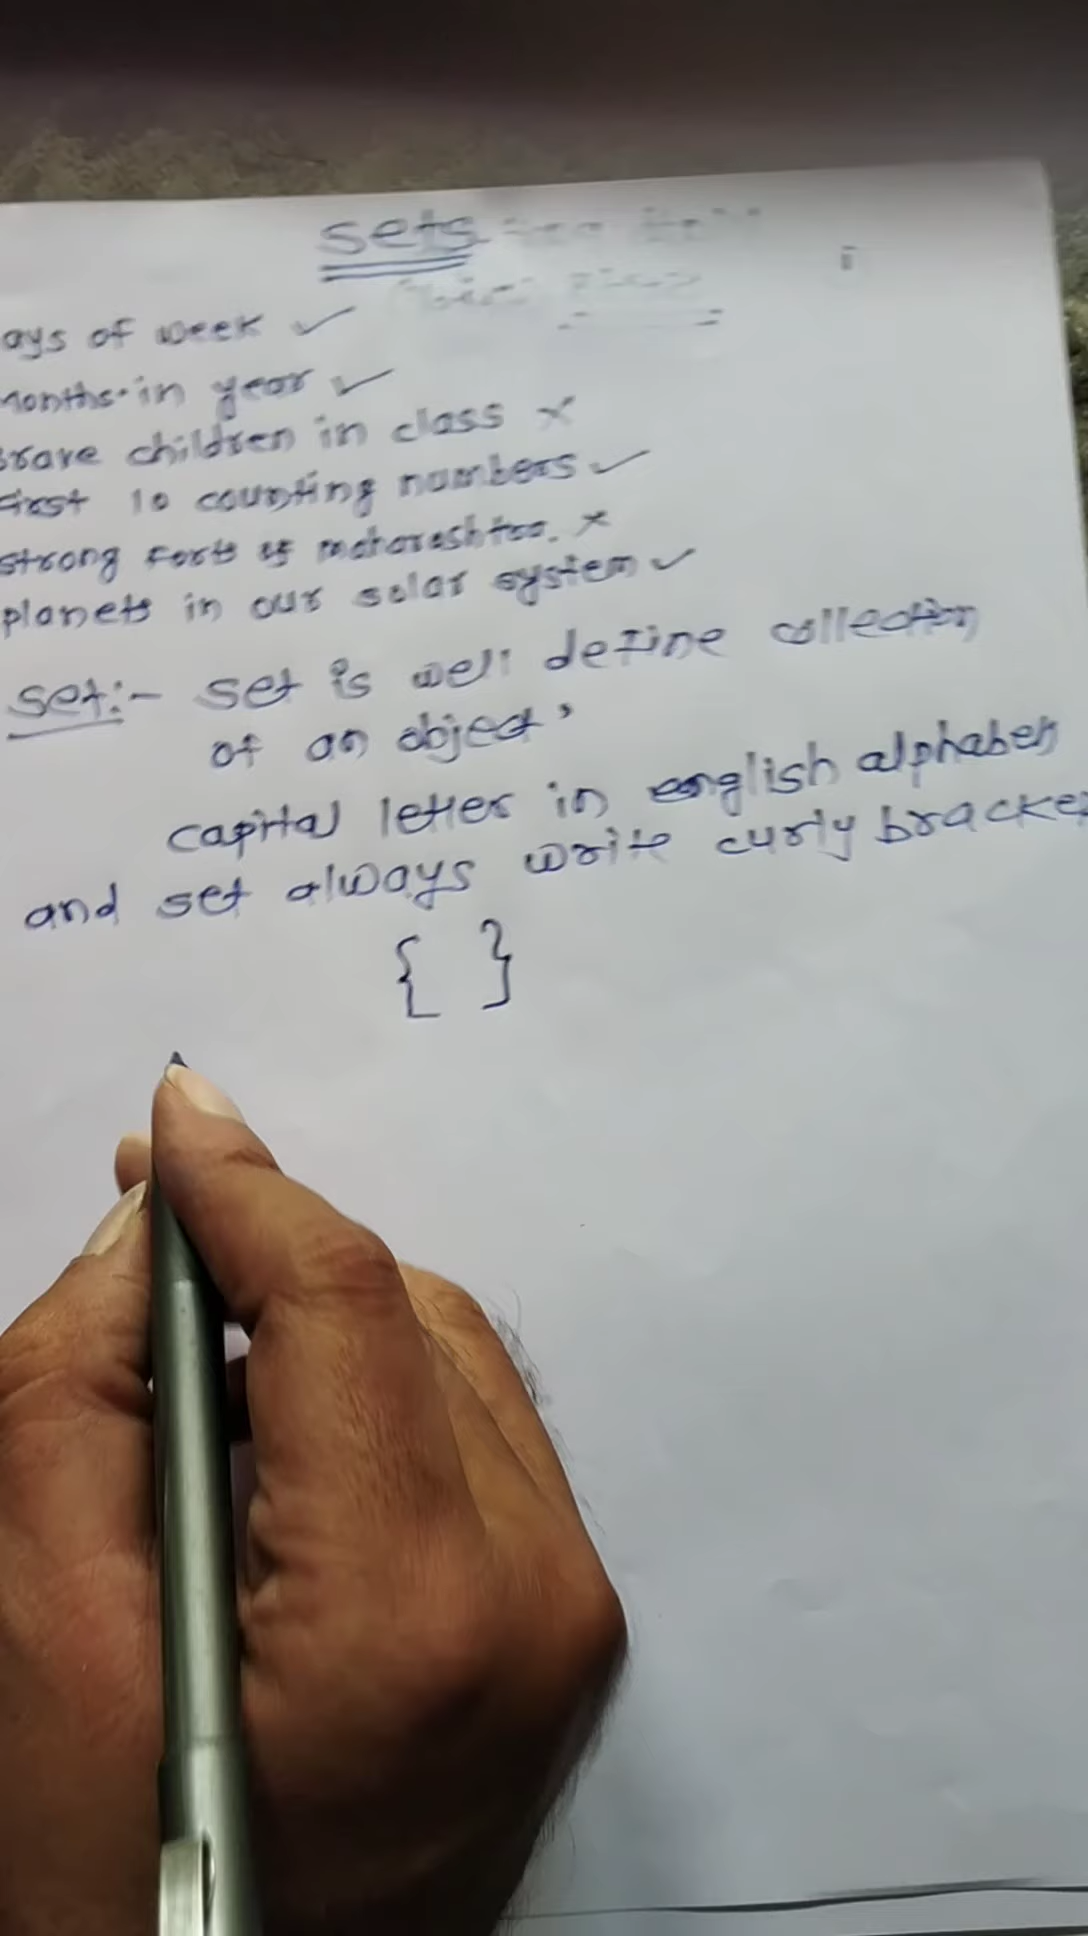 sets
ays of week ✓
Months in year ✓
brave children in class ×
first 10 counting numbers ✓
strong forts of maharashtra. ×
planets in our solar system ✓
set:- set is well define collection
of an object'
capital letter in english alphabet
and set always write curly bracket
{ }